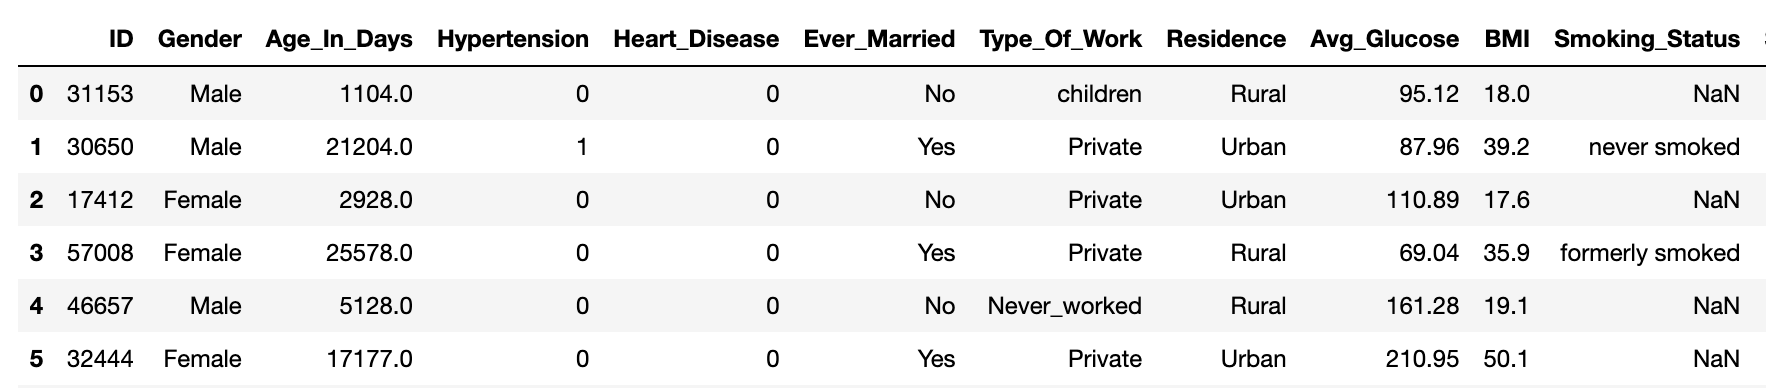 ID Gender Age_In_Days Hypertension Heart_Disease Ever_Married Type_Of_Work Residence Avg_Glucose BMI Smoking_Status
0 31153 Male 1104.0 0 0 No children Rural 95.12 18.0 NaN
1 30650 Male 21204.0 1 0 Yes Private Urban 87.96 39.2 never smoked
2 17412 Female 2928.0 0 0 No Private Urban 110.89 17.6 NaN
3 57008 Female 25578.0 0 0 Yes Private Rural 69.04 35.9 formerly smoked
4 46657 Male 5128.0 0 0 No Never_worked Rural 161.28 19.1 NaN
5 32444 Female 17177.0 0 0 Yes Private Urban 210.95 50.1 NaN